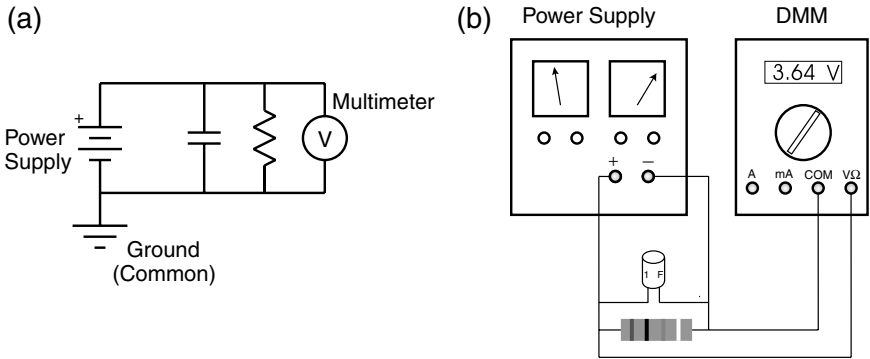 (a)
+
Power
Supply
V
Multimeter
Ground
(Common)
(b)
Power Supply
+ −
DMM
3.64 V
A mA COM VΩ
1 F